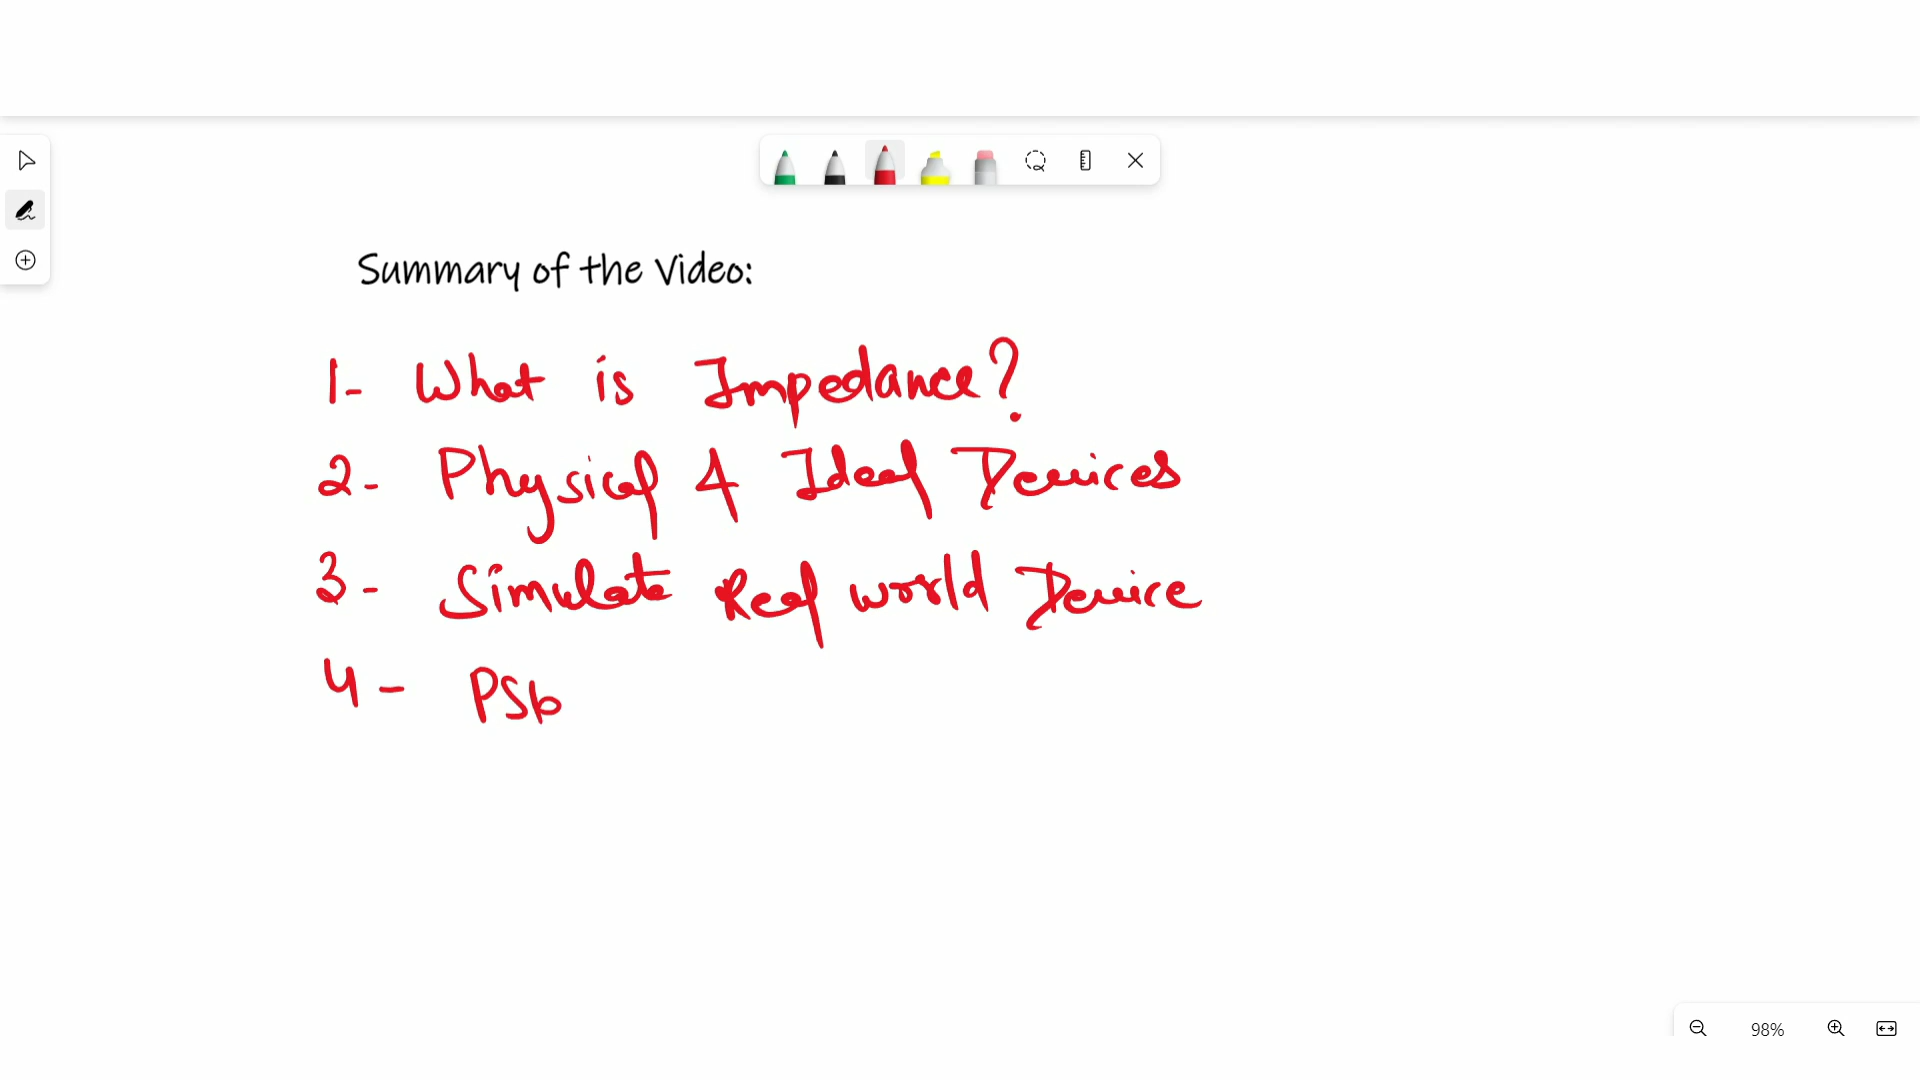 Summary of the Video:
1- What is Impedance?
2- Physical & Ideal Devices
3- Simulate Real world Device
4- PSb
98%